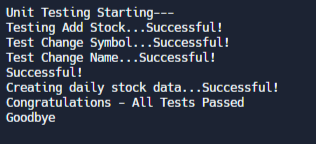 Unit Testing Starting---
Testing Add Stock...Successful!
Test Change Symbol...Successful!
Test Change Name...Successful!
Successful!
Creating daily stock data...Successful!
Congratulations - All Tests Passed
Goodbye